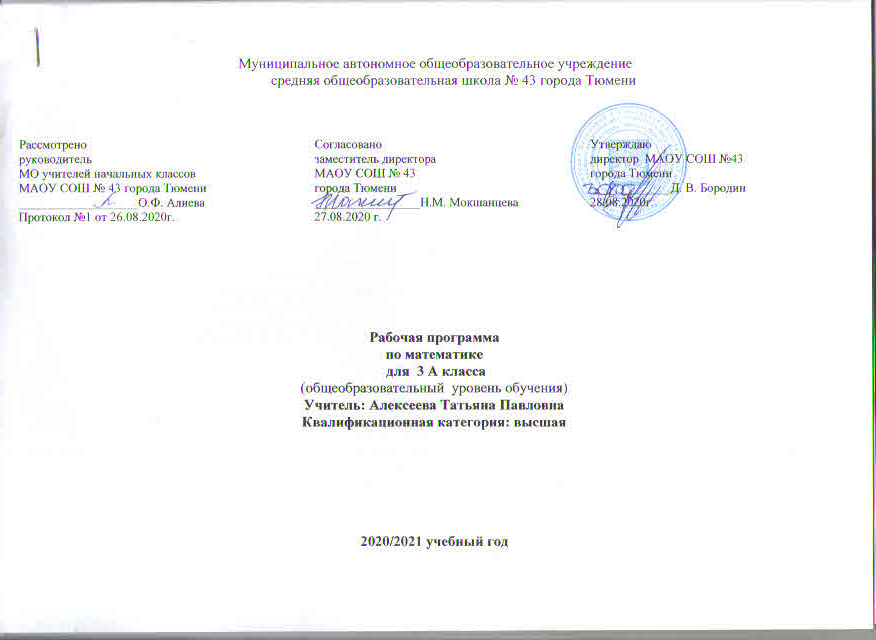 Муниципальное автономное общеобразовательное учреждение
средняя общеобразовательная школа № 43 города Тюмени
Рассмотрено
руководитель
МО учителей начальных классов
МАОУ СОШ № 43 города Тюмени
____________________О.Ф. Алиева
Протокол №1 от 26.08.2020г.
Согласовано
заместитель директора
МАОУ СОШ № 43
города Тюмени
__________________Н.М. Мокшанцева
27.08.2020 г.
Утверждаю
директор МАОУ СОШ №43
города Тюмени
______________Д. В. Бородин
28.08.2020г.
Рабочая программа
по математике
для 3 А класса
(общеобразовательный уровень обучения)
Учитель: Алексеева Татьяна Павловна
Квалификационная категория: высшая
2020/2021 учебный год